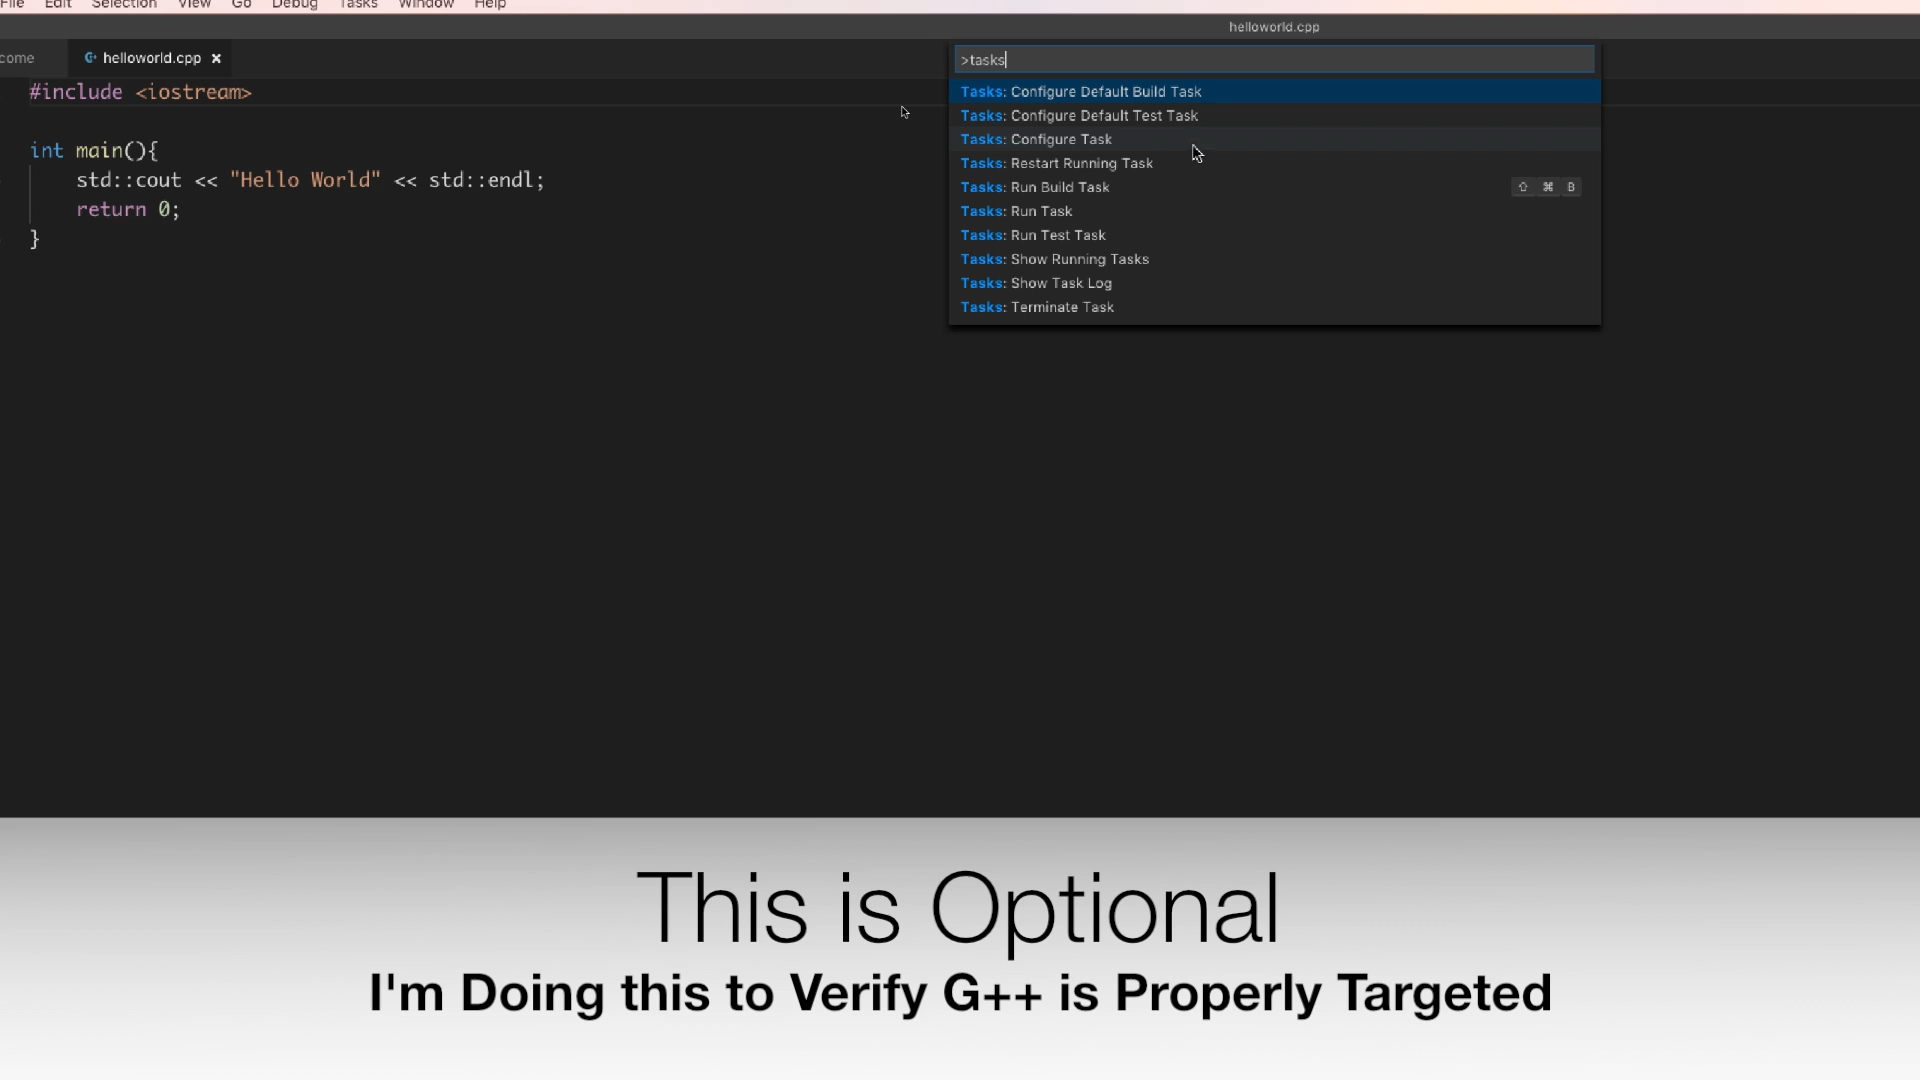 File Edit Selection View Go Debug Tasks Window Help
helloworld.cpp
come helloworld.cpp
>tasks
#include <iostream>
int main(){
std::cout << "Hello World" << std::endl;
return 0;
}
Tasks: Configure Default Build Task
Tasks: Configure Default Test Task
Tasks: Configure Task
Tasks: Restart Running Task
Tasks: Run Build Task ⇧ ⌘ B
Tasks: Run Task
Tasks: Run Test Task
Tasks: Show Running Tasks
Tasks: Show Task Log
Tasks: Terminate Task
This is Optional
I'm Doing this to Verify G++ is Properly Targeted